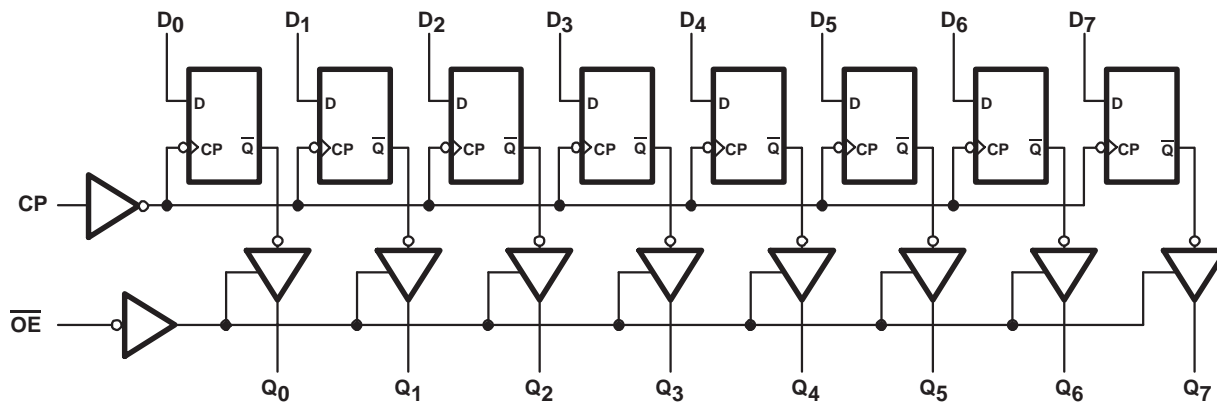 D0 D1 D2 D3 D4 D5 D6 D7
D D D D D D D D
CP Q̅ CP Q̅ CP Q̅ CP Q̅ CP Q̅ CP Q̅ CP Q̅ CP Q̅
CP
O̅E̅
Q0 Q1 Q2 Q3 Q4 Q5 Q6 Q7